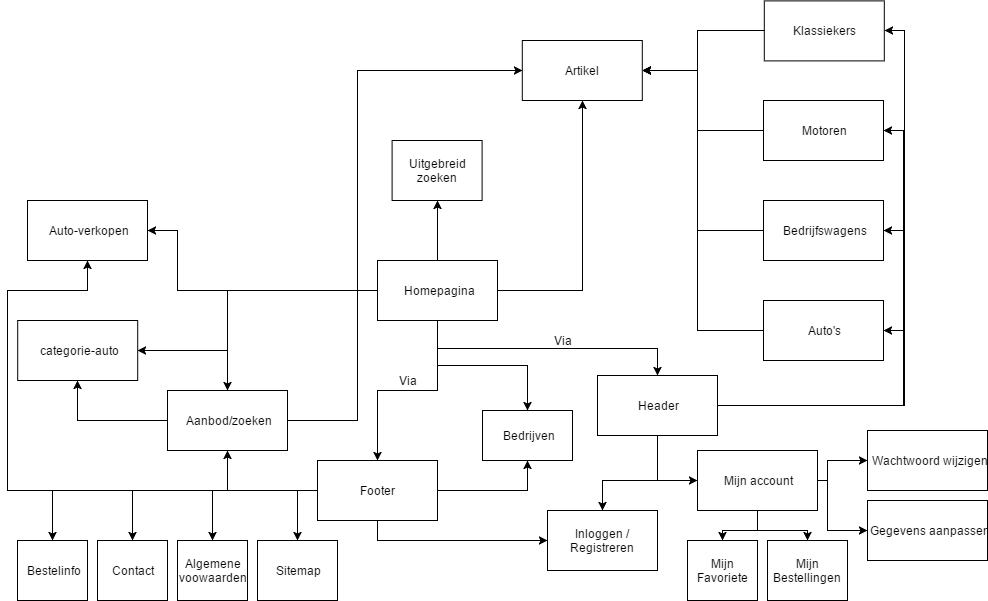 Klassiekers
Artikel
Motoren
Uitgebreid
zoeken
Auto-verkopen
Bedrijfswagens
Homepagina
Auto's
Via
categorie-auto
Via
Header
Aanbod/zoeken
Bedrijven
Wachtwoord wijzigen
Mijn account
Footer
Gegevens aanpassen
Inloggen /
Registreren
Bestelinfo
Contact
Algemene
voowaarden
Sitemap
Mijn
Favoriete
Mijn
Bestellingen